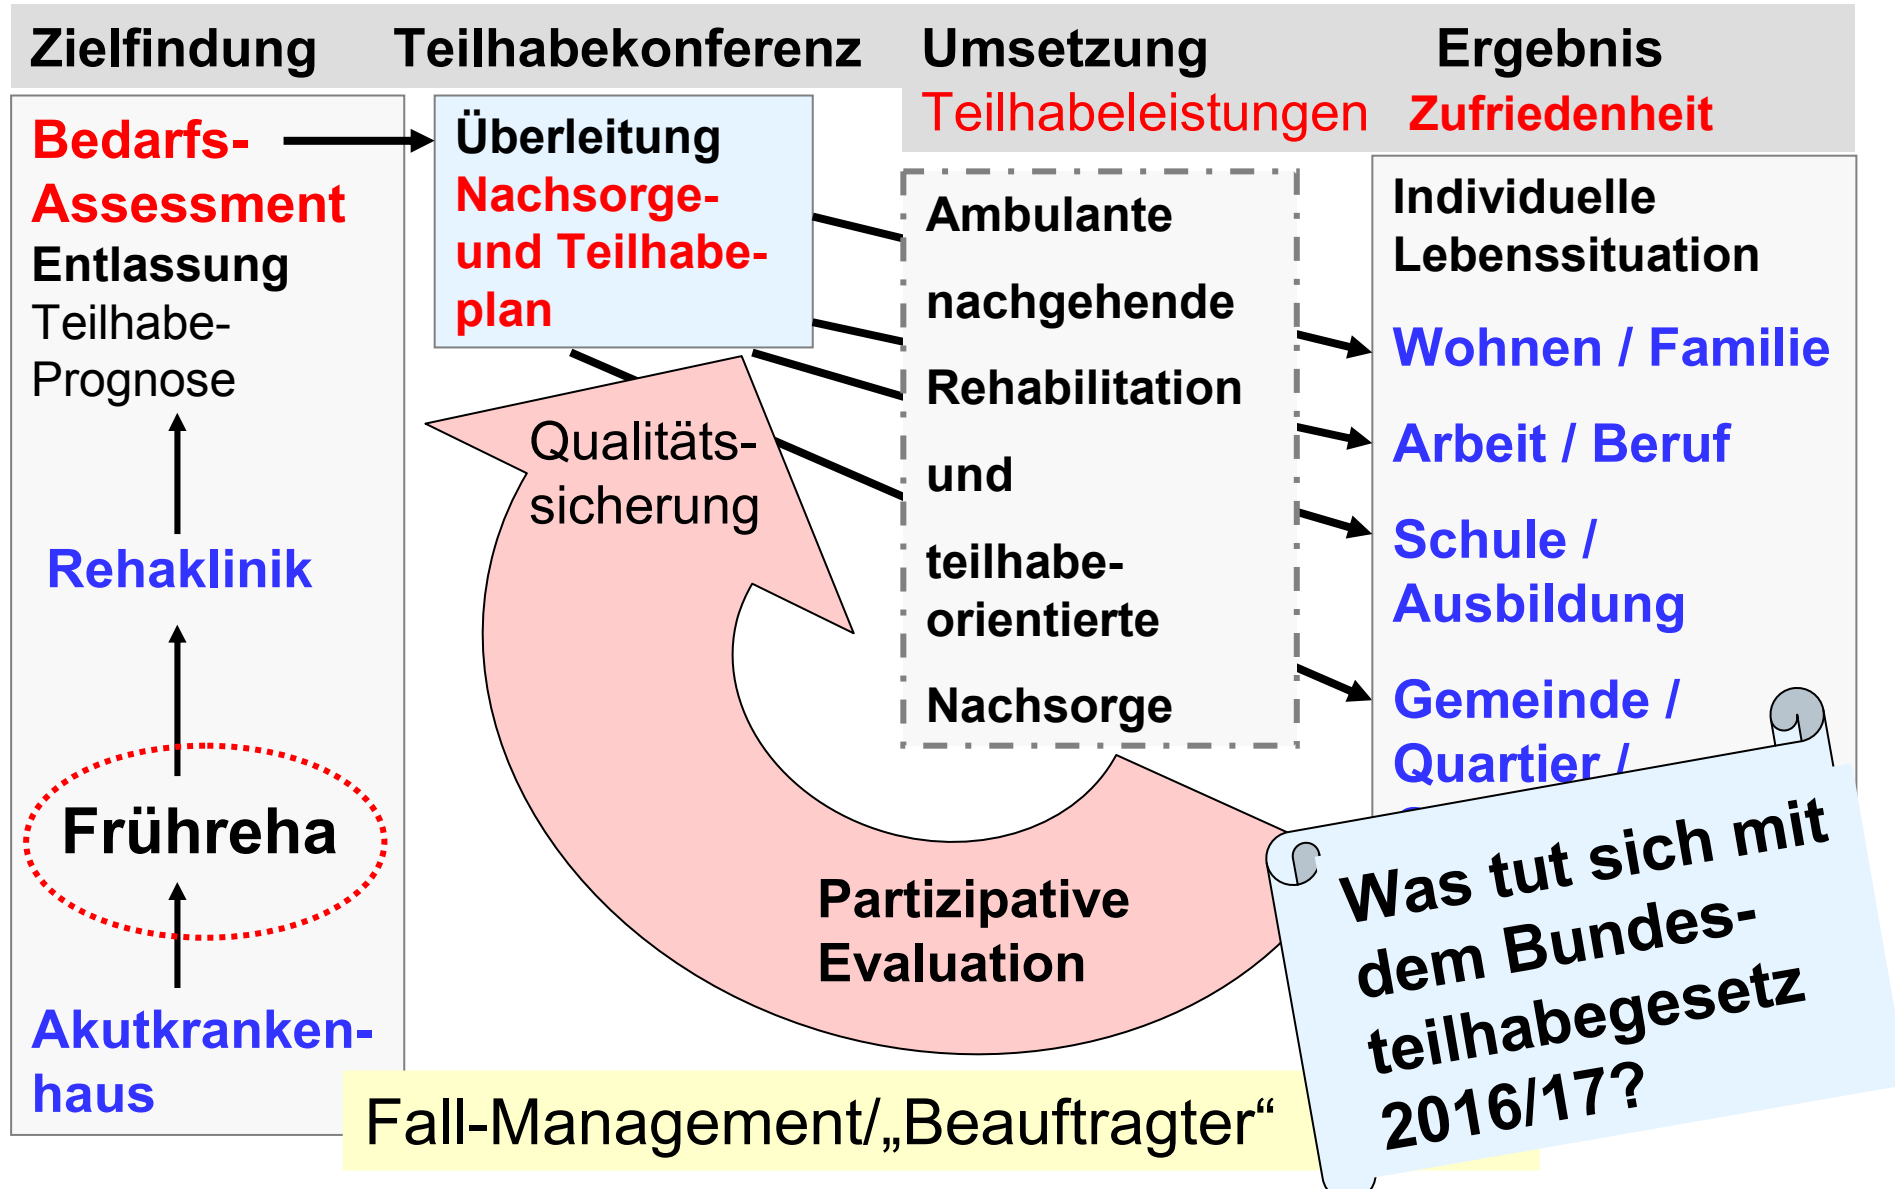 Zielfindung
Teilhabekonferenz
Umsetzung
Ergebnis
Teilhabeleistungen
Zufriedenheit
Bedarfs-
Assessment
Entlassung
Teilhabe-
Prognose
Rehaklinik
Frühreha
Akutkranken-
haus
Überleitung
Nachsorge-
und Teilhabe-
plan
Qualitäts-
sicherung
Partizipative
Evaluation
Ambulante
nachgehende
Rehabilitation
und
teilhabe-
orientierte
Nachsorge
Individuelle
Lebenssituation
Wohnen / Familie
Arbeit / Beruf
Schule /
Ausbildung
Gemeinde /
Quartier /
Was tut sich mit
dem Bundes-
teilhabegesetz
2016/17?
Fall-Management/„Beauftragter“